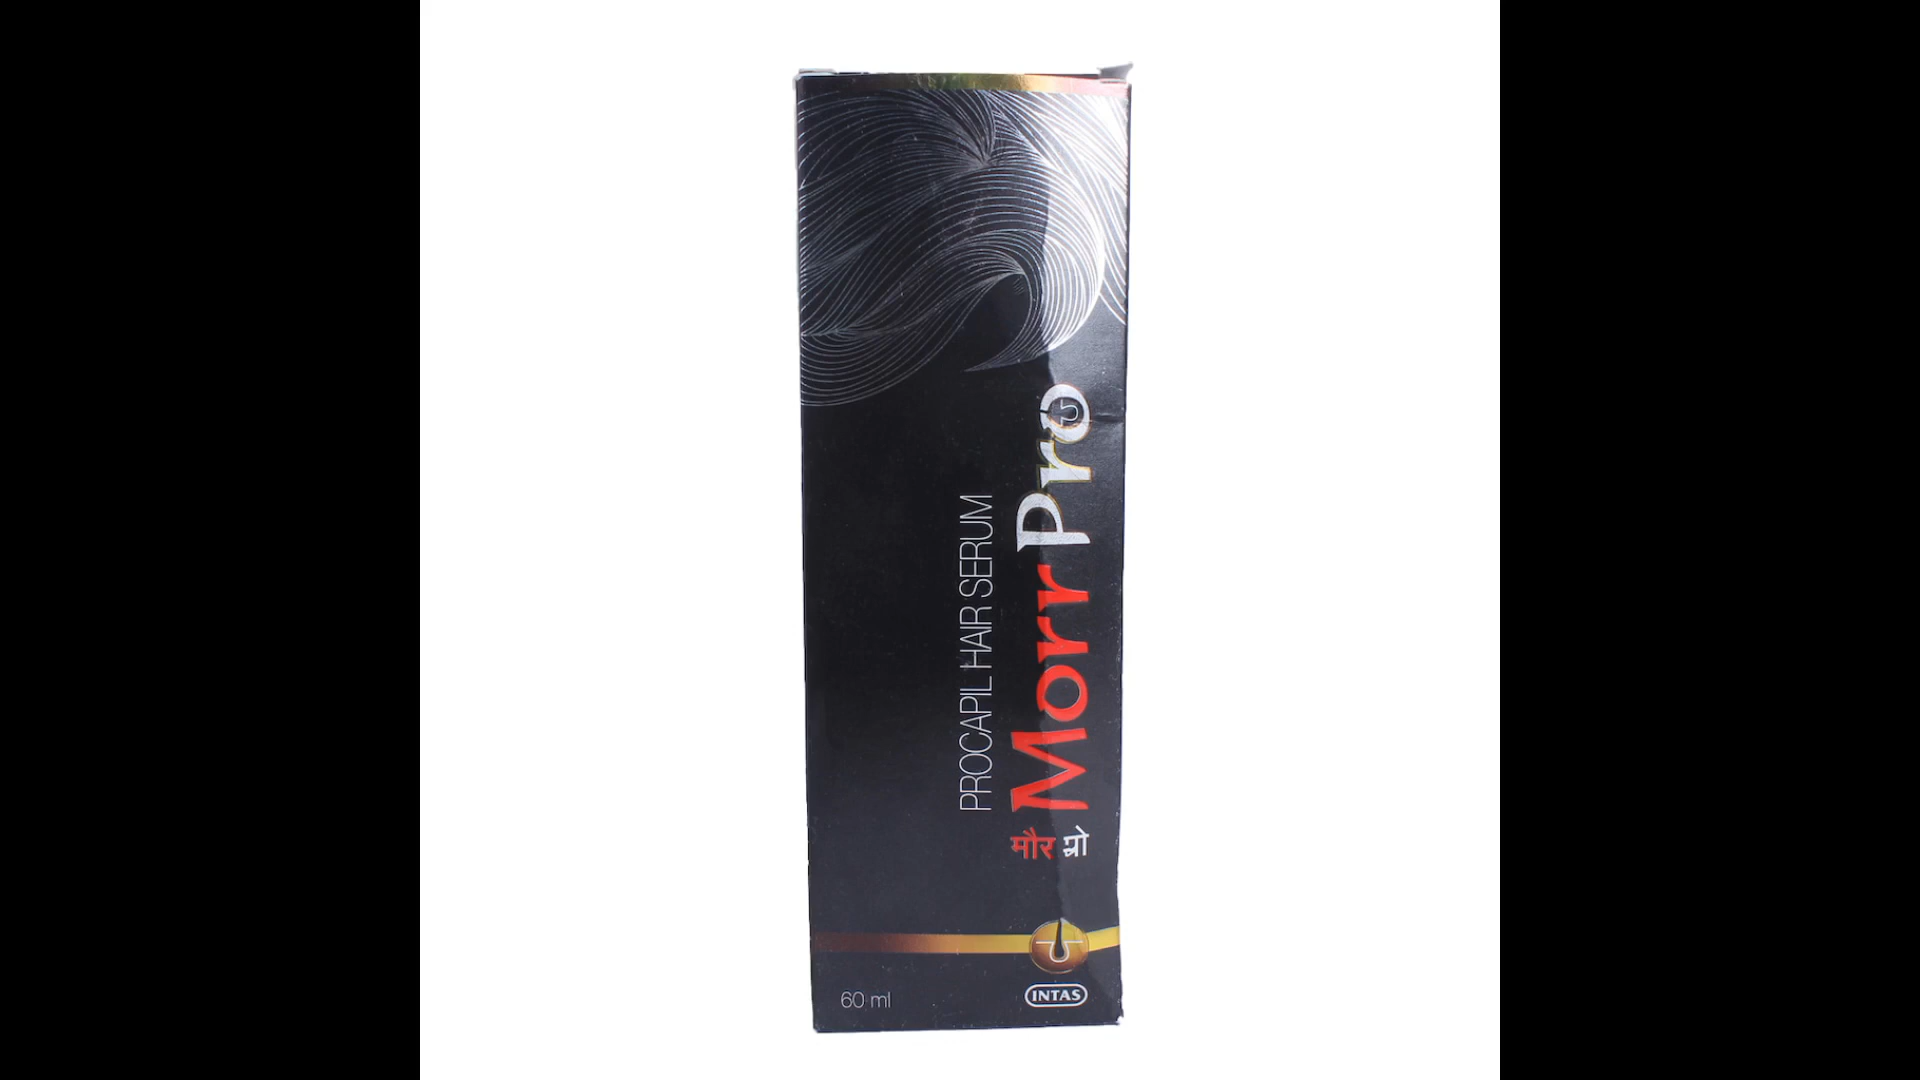 PROCAPIL HAIR SERUM
Morr Pro
मौर प्रो
60 ml
INTAS